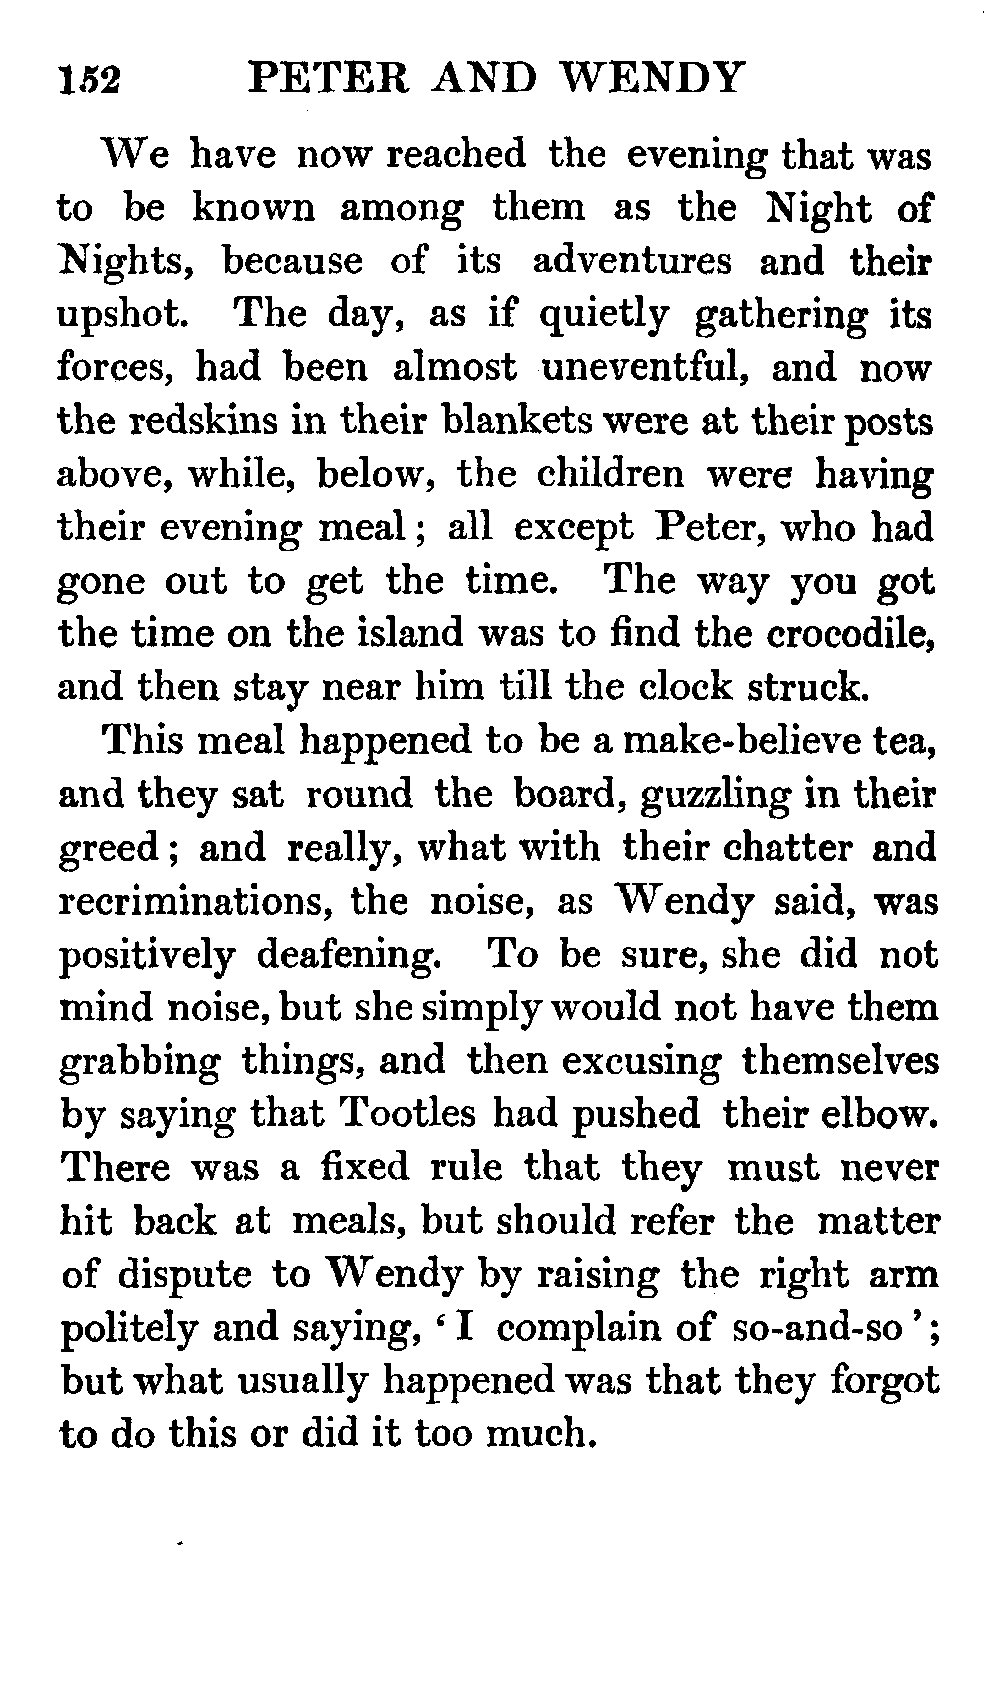 152 PETER AND WENDY
We have now reached the evening that was
to be known among them as the Night of
Nights, because of its adventures and their
upshot. The day, as if quietly gathering its
forces, had been almost uneventful, and now
the redskins in their blankets were at their posts
above, while, below, the children were having
their evening meal; all except Peter, who had
gone out to get the time. The way you got
the time on the island was to find the crocodile,
and then stay near him till the clock struck.
This meal happened to be a make-believe tea,
and they sat round the board, guzzling in their
greed; and really, what with their chatter and
recriminations, the noise, as Wendy said, was
positively deafening. To be sure, she did not
mind noise, but she simply would not have them
grabbing things, and then excusing themselves
by saying that Tootles had pushed their elbow.
There was a fixed rule that they must never
hit back at meals, but should refer the matter
of dispute to Wendy by raising the right arm
politely and saying, ‘I complain of so-and-so’;
but what usually happened was that they forgot
to do this or did it too much.